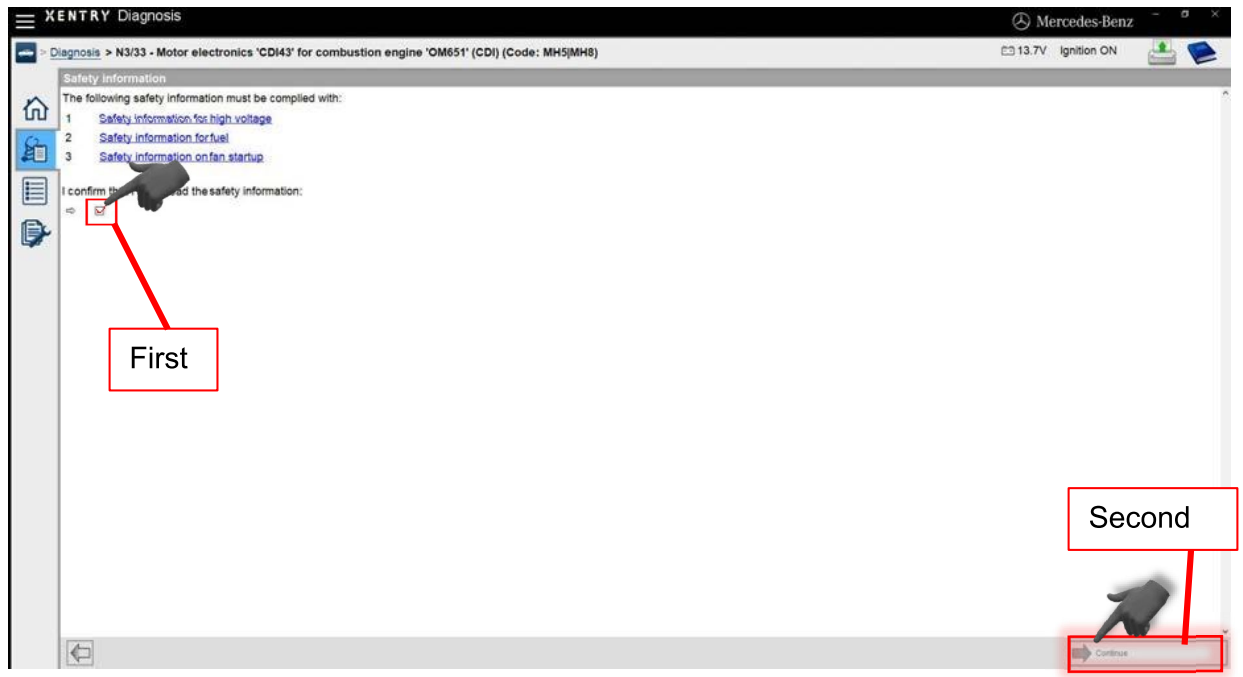 XENTRY Diagnosis
Mercedes-Benz
> Diagnosis > N3/33 - Motor electronics 'CDI43' for combustion engine 'OM651' (CDI) (Code: MH5|MH8)
13.7V Ignition ON
Safety information
The following safety information must be complied with:
1 Safety information for high voltage
2 Safety information for fuel
3 Safety information on fan startup
I confirm the safety information:
First
Second
Continue